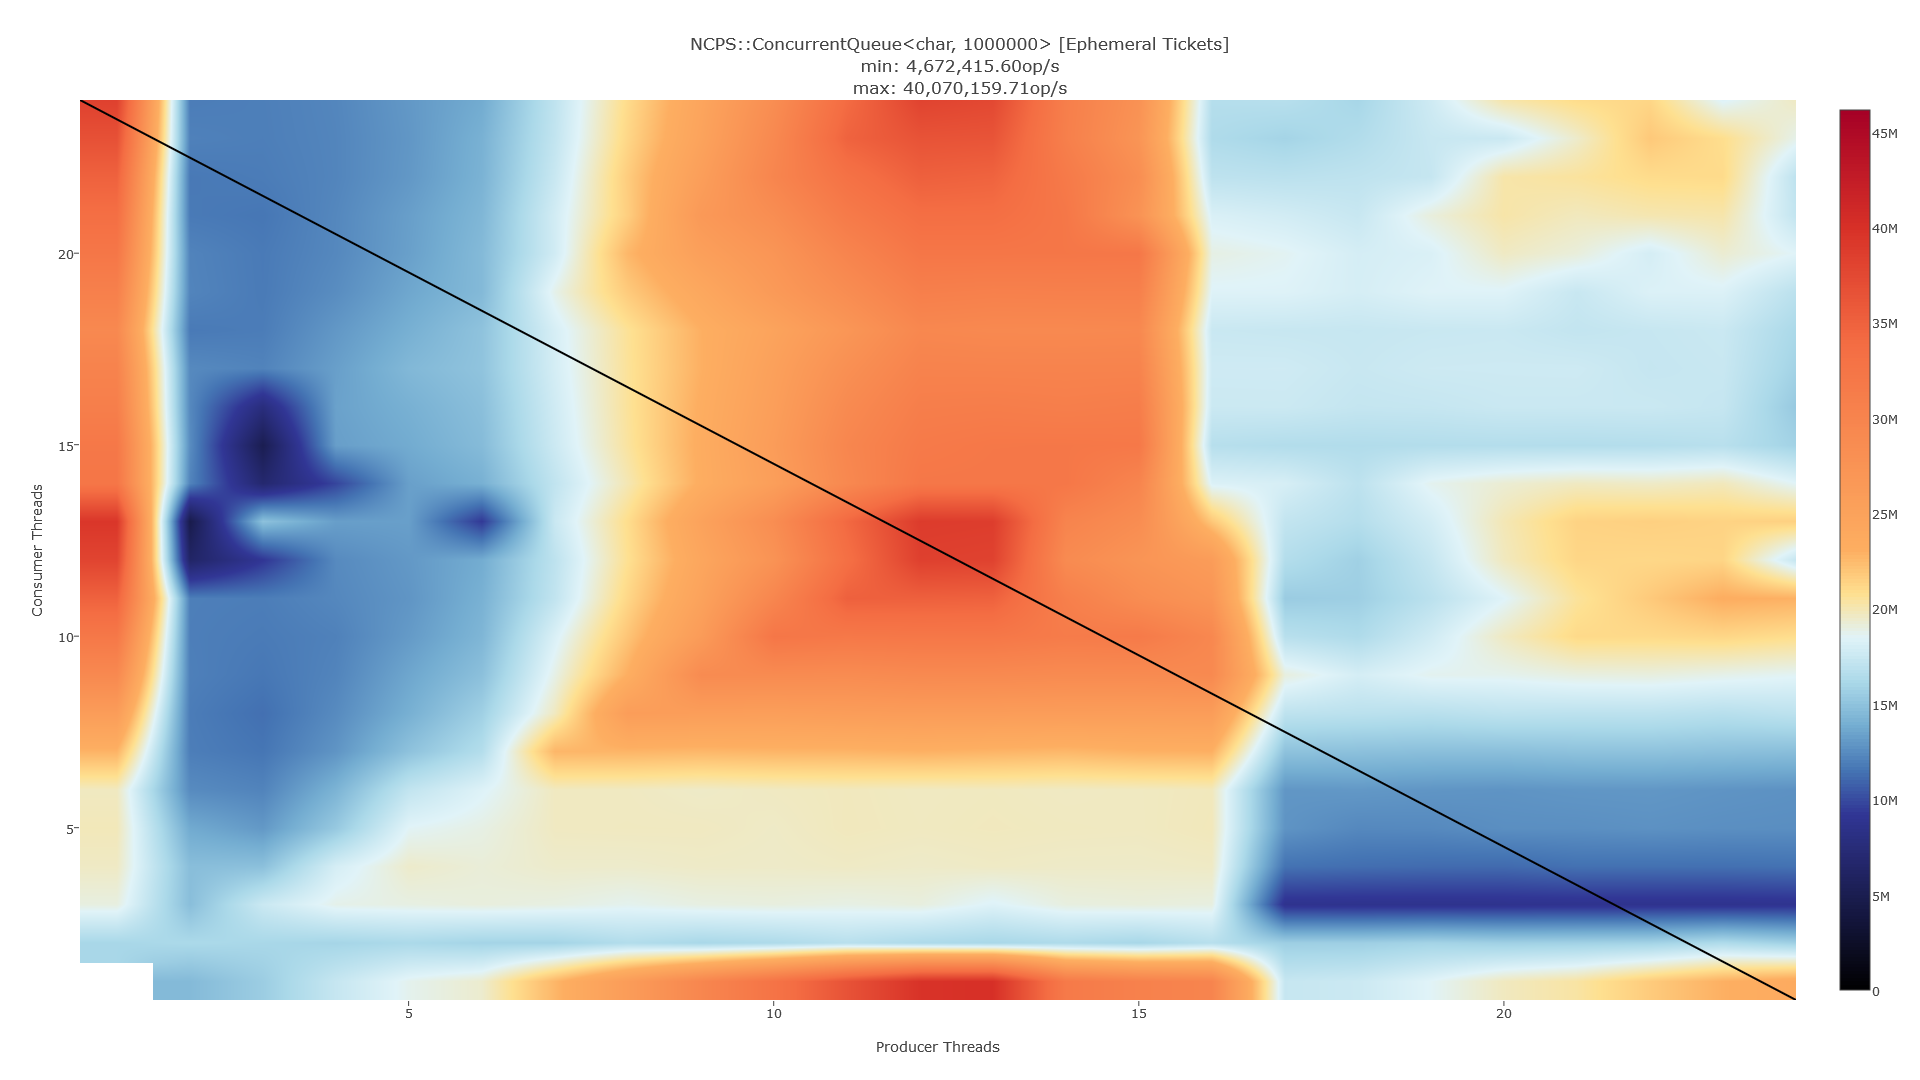 NCPS::ConcurrentQueue<char, 1000000> [Ephemeral Tickets]
min: 4,672,415.60op/s
max: 40,070,159.71op/s
Consumer Threads
20
15
10
5
5
10
15
20
Producer Threads
45M
40M
35M
30M
25M
20M
15M
10M
5M
0